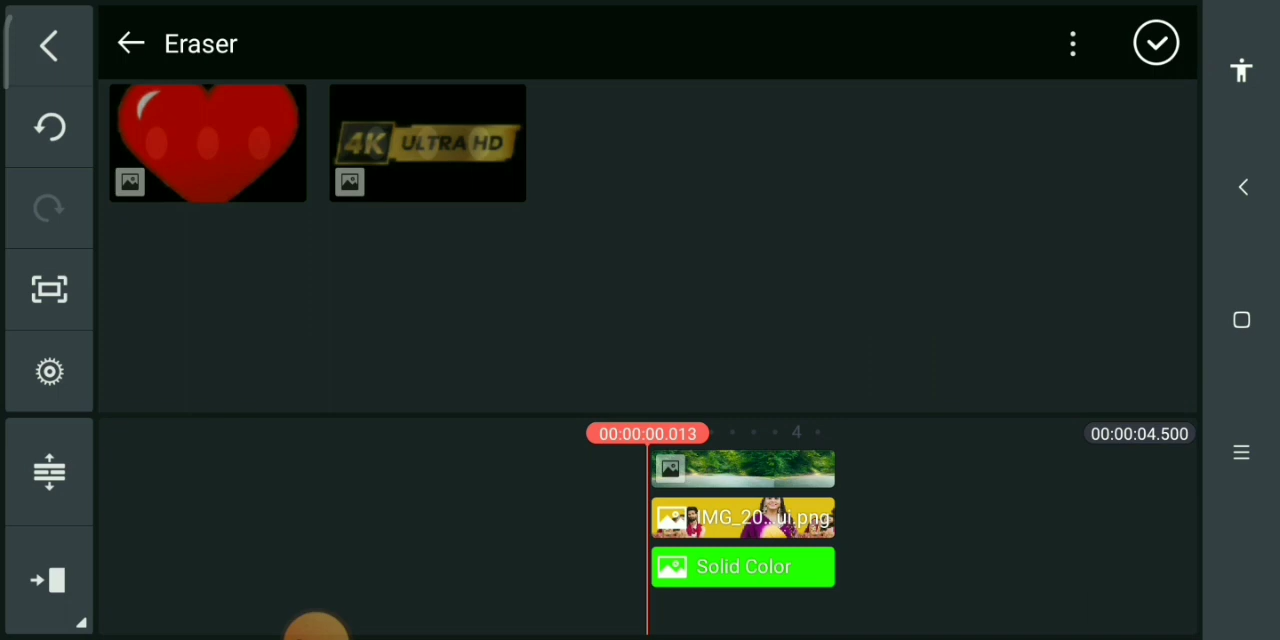 Eraser
4K ULTRA HD
00:00:00.013
4
00:00:04.500
IMG_20...ui.png
Solid Color